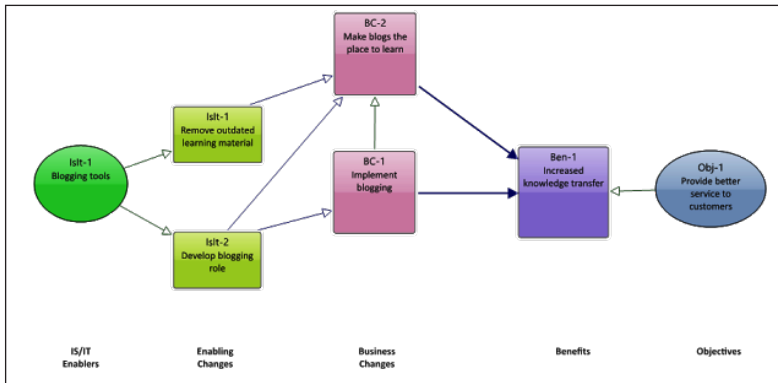 BC-2
Make blogs the
place to learn
IsIt-1
Remove outdated
learning material
IsIt-1
Blogging tools
BC-1
Implement
blogging
Ben-1
Increased
knowledge transfer
Obj-1
Provide better
service to
customers
IsIt-2
Develop blogging
role
IS/IT
Enablers
Enabling
Changes
Business
Changes
Benefits
Objectives